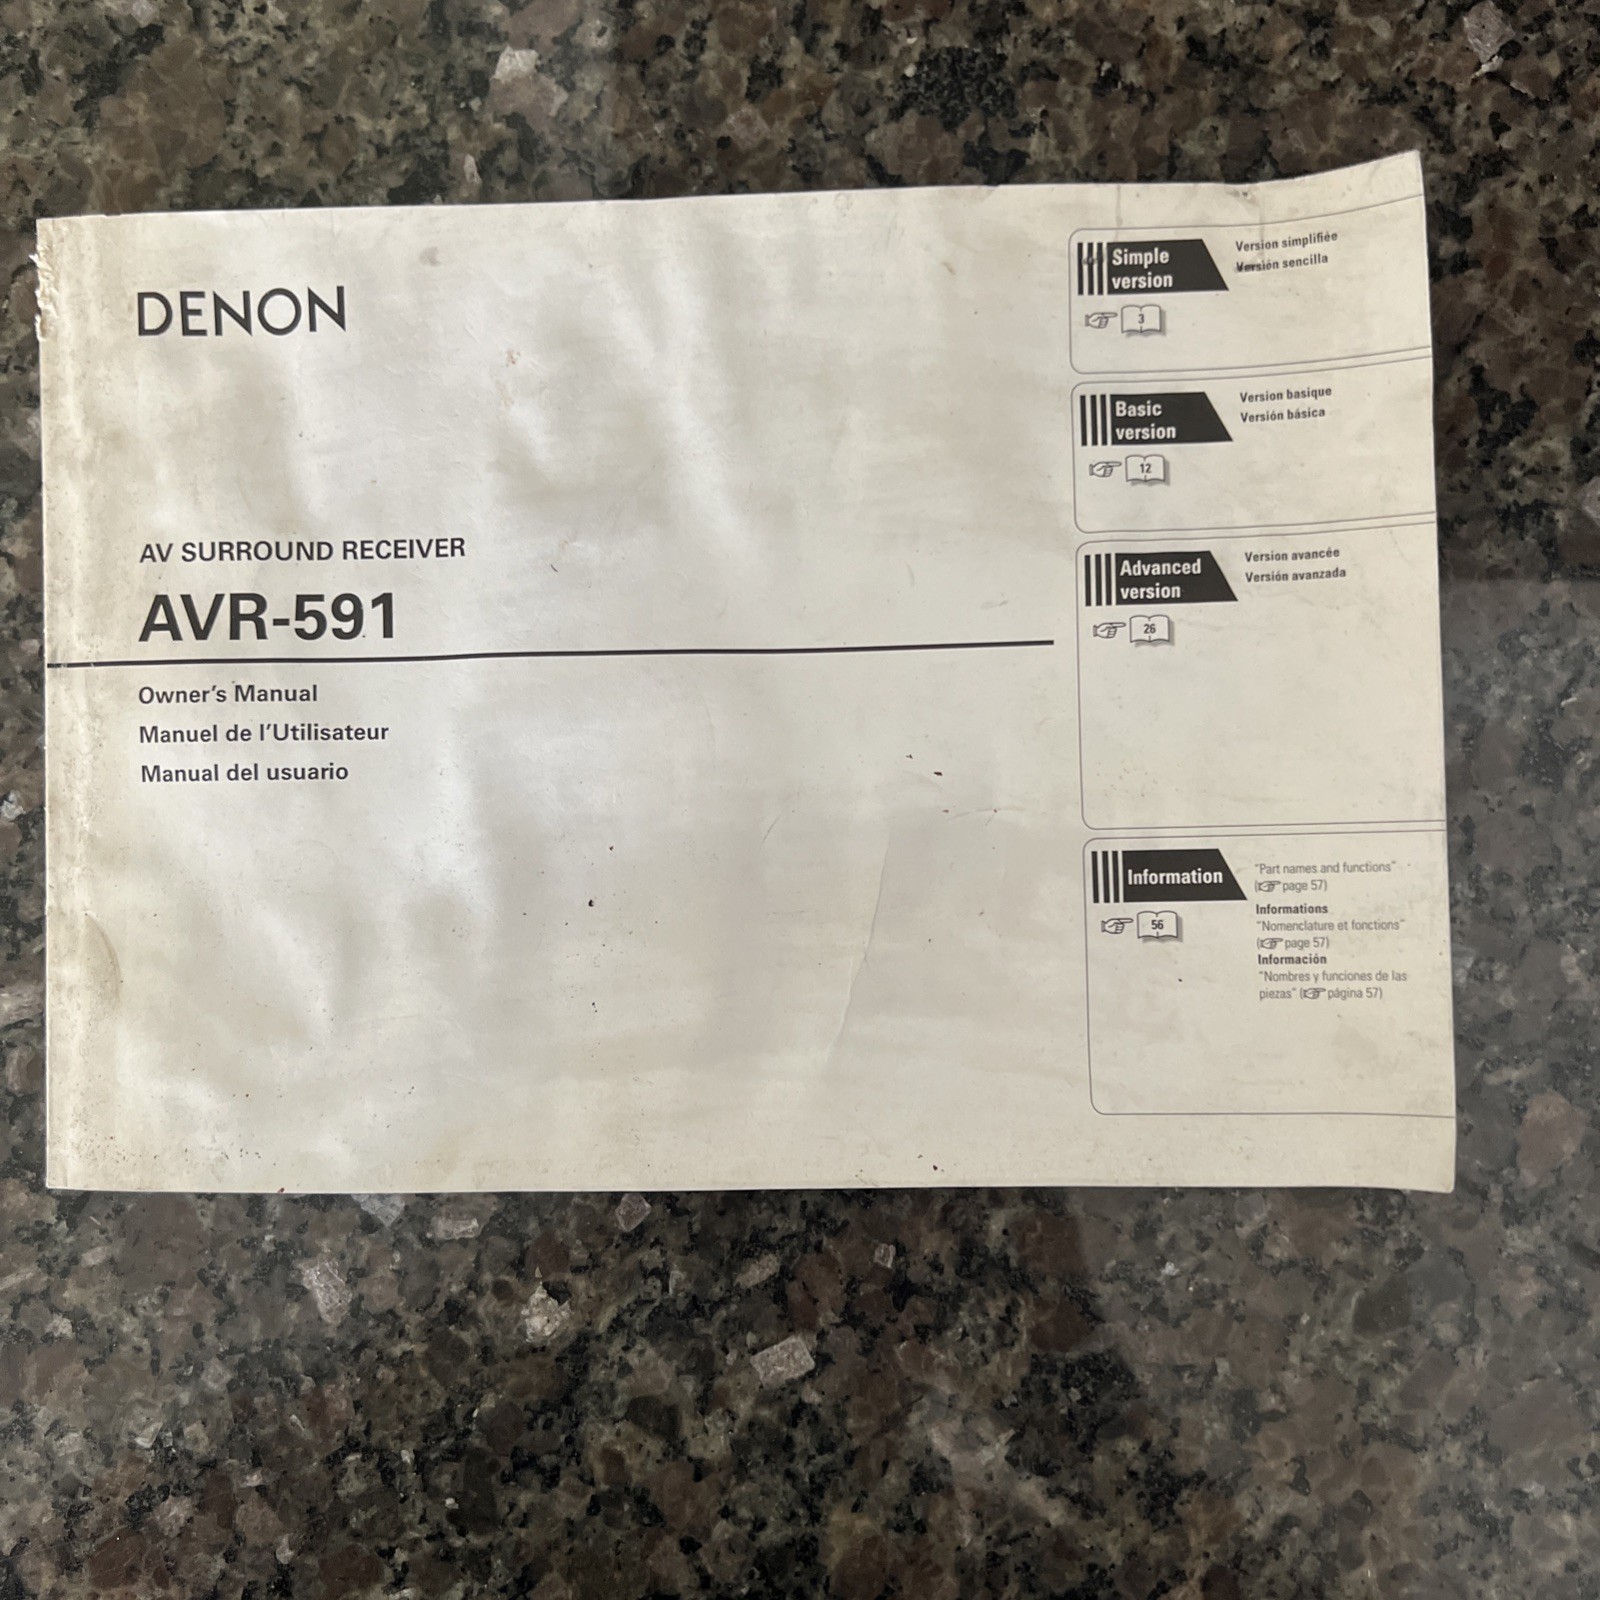 DENON
AV SURROUND RECEIVER
AVR-591
Owner's Manual
Manuel de l'Utilisateur
Manual del usuario
Simple
version
Version simplifiée
Versión sencilla
3
Basic
version
Version basique
Versión básica
12
Advanced
version
Version avancée
Versión avanzada
26
Information
56
"Part names and functions"
(page 57)
Informations
"Nomenclature et fonctions"
(page 57)
Información
"Nombres y funciones de las
piezas" (página 57)